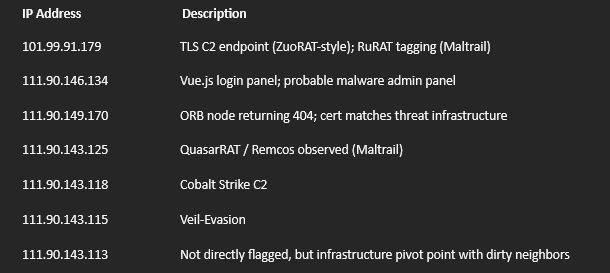 IP Address Description
101.99.91.179 TLS C2 endpoint (ZuoRAT-style); RuRAT tagging (Maltrail)
111.90.146.134 Vue.js login panel; probable malware admin panel
111.90.149.170 ORB node returning 404; cert matches threat infrastructure
111.90.143.125 QuasarRAT / Remcos observed (Maltrail)
111.90.143.118 Cobalt Strike C2
111.90.143.115 Veil-Evasion
111.90.143.113 Not directly flagged, but infrastructure pivot point with dirty neighbors